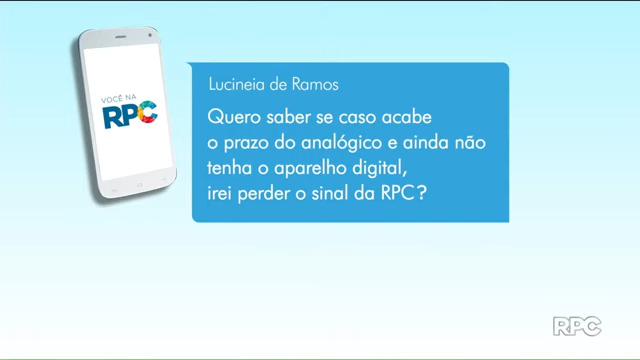 VOCÊ NA
RPC
Lucineia de Ramos
Quero saber se caso acabe
o prazo do analógico e ainda não
tenha o aparelho digital,
irei perder o sinal da RPC?
RPC